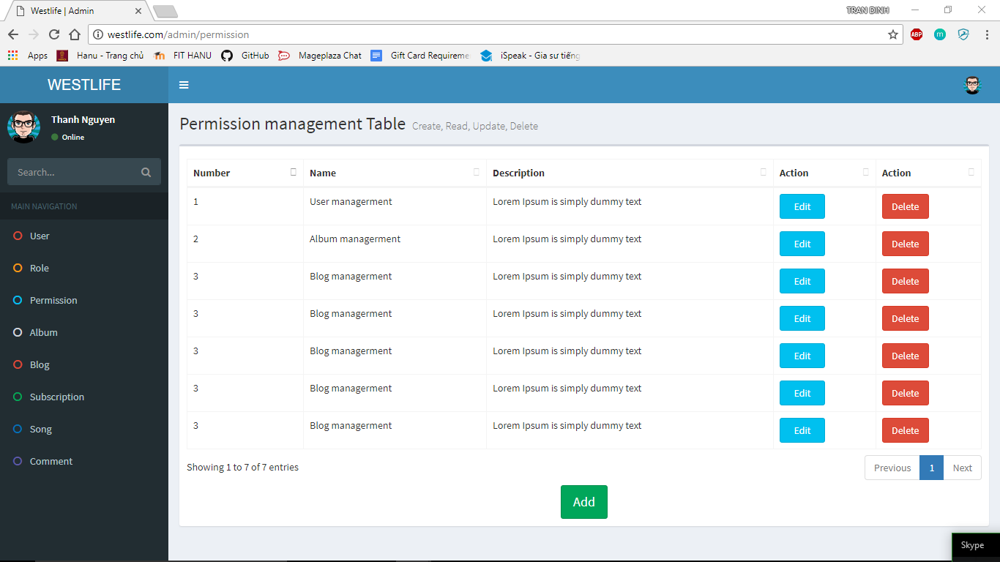 Westlife | Admin
TRAN DINH
westlife.com/admin/permission
ABP
m
Apps Hanu - Trang chủ FIT HANU GitHub Mageplaza Chat Gift Card Requireme iSpeak - Gia sư tiếng
WESTLIFE
Thanh Nguyen
Online
Search...
MAIN NAVIGATION
User
Role
Permission
Album
Blog
Subscription
Song
Comment
Permission management Table Create, Read, Update, Delete
Number Name Description Action Action
1 User managerment Lorem Ipsum is simply dummy text Edit Delete
2 Album managerment Lorem Ipsum is simply dummy text Edit Delete
3 Blog managerment Lorem Ipsum is simply dummy text Edit Delete
3 Blog managerment Lorem Ipsum is simply dummy text Edit Delete
3 Blog managerment Lorem Ipsum is simply dummy text Edit Delete
3 Blog managerment Lorem Ipsum is simply dummy text Edit Delete
3 Blog managerment Lorem Ipsum is simply dummy text Edit Delete
Showing 1 to 7 of 7 entries
Previous 1 Next
Add
Skype